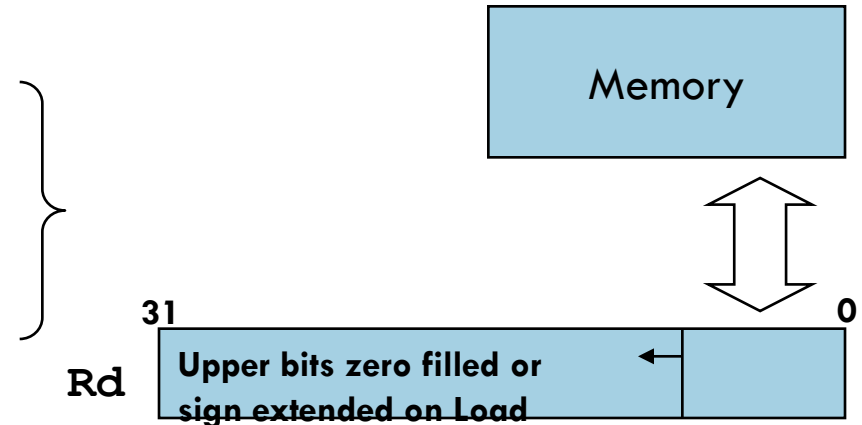 Memory
31
0
Rd
Upper bits zero filled or
sign extended on Load